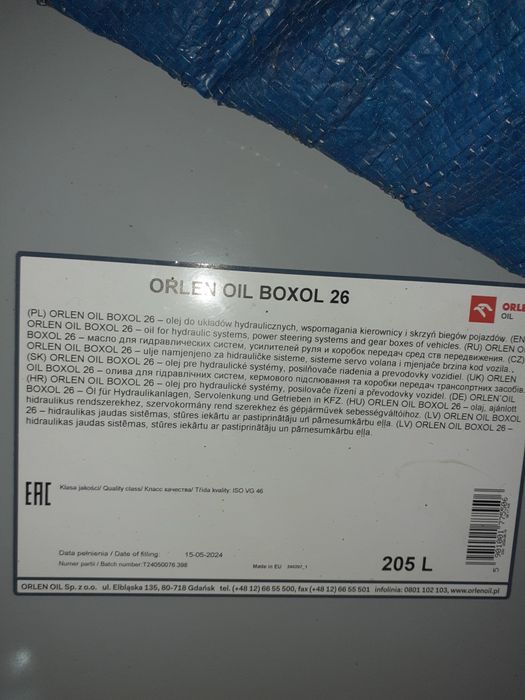 ORLEN OIL BOXOL 26
ORLE
OIL
(PL) ORLEN OIL BOXOL 26 – olej do układów hydraulicznych, wspomagania kierownicy i skrzyń biegów pojazdów. (EN
ORLEN OIL BOXOL 26 – oil for hydraulic systems, power steering systems and gear boxes of vehicles. (RU) ORLEN O
BOXOL 26 – масло для гидравлических систем, усилителей руля и коробок передач сред ств передвижения. (CZ)
ORLEN OIL BOXOL 26 – ulje namjenjeno za hidrauličke sisteme, sisteme servo volana i mjenjače brzina kod vozila.,
(SK) ORLEN OIL BOXOL 26 – olej pre hydraulické systémy, posilňovače riadenia a prevodovky vozidiel. (UK) ORLEN
OIL BOXOL 26 – олива для гідравлічних систем, кермового підслювання та коробки передач транспортних засобів.
(HR) ORLEN OIL BOXOL 26 – olej pro hydraulické systémy, posilovače řízení a převodovky vozidel. (DE) ORLEN OIL
BOXOL 26 – Öl für Hydraulikanlagen, Servolenkung und Getrieben in KFZ. (HU) ORLEN OIL BOXOL 26 – olaj, ajánlott
hidraulikus rendszerekhez, szervokormány rend szerekhez és gépjárművek sebességváltóihoz. (LV) ORLEN OIL BOXOL
26 – hidraulikas jaudas sistēmas, stūres iekārtu ar pastiprinātāju un pārnesumkārbu eļļa. (LV) ORLEN OIL BOXOL 26 –
hidraulikas jaudas sistēmas, stūres iekārtu ar pastiprinātāju un pārnesumkārbu eļļa.
EAC
Klasa jakości/ Quality class/ Класс качества/ Třída kvality: ISO VG 46
Data pełnienia / Date of filling: 15-05-2024
Numer partii / Batch number:T24050076 398
Made in EU
205 L
ORLEN OIL Sp. z o.o. ul. Elbląska 135, 80-718 Gdańsk tel. (+48 12) 66 55 500, fax (+48 12) 66 55 501 infolinia: 0801 102 103, www.orlenoil.pl